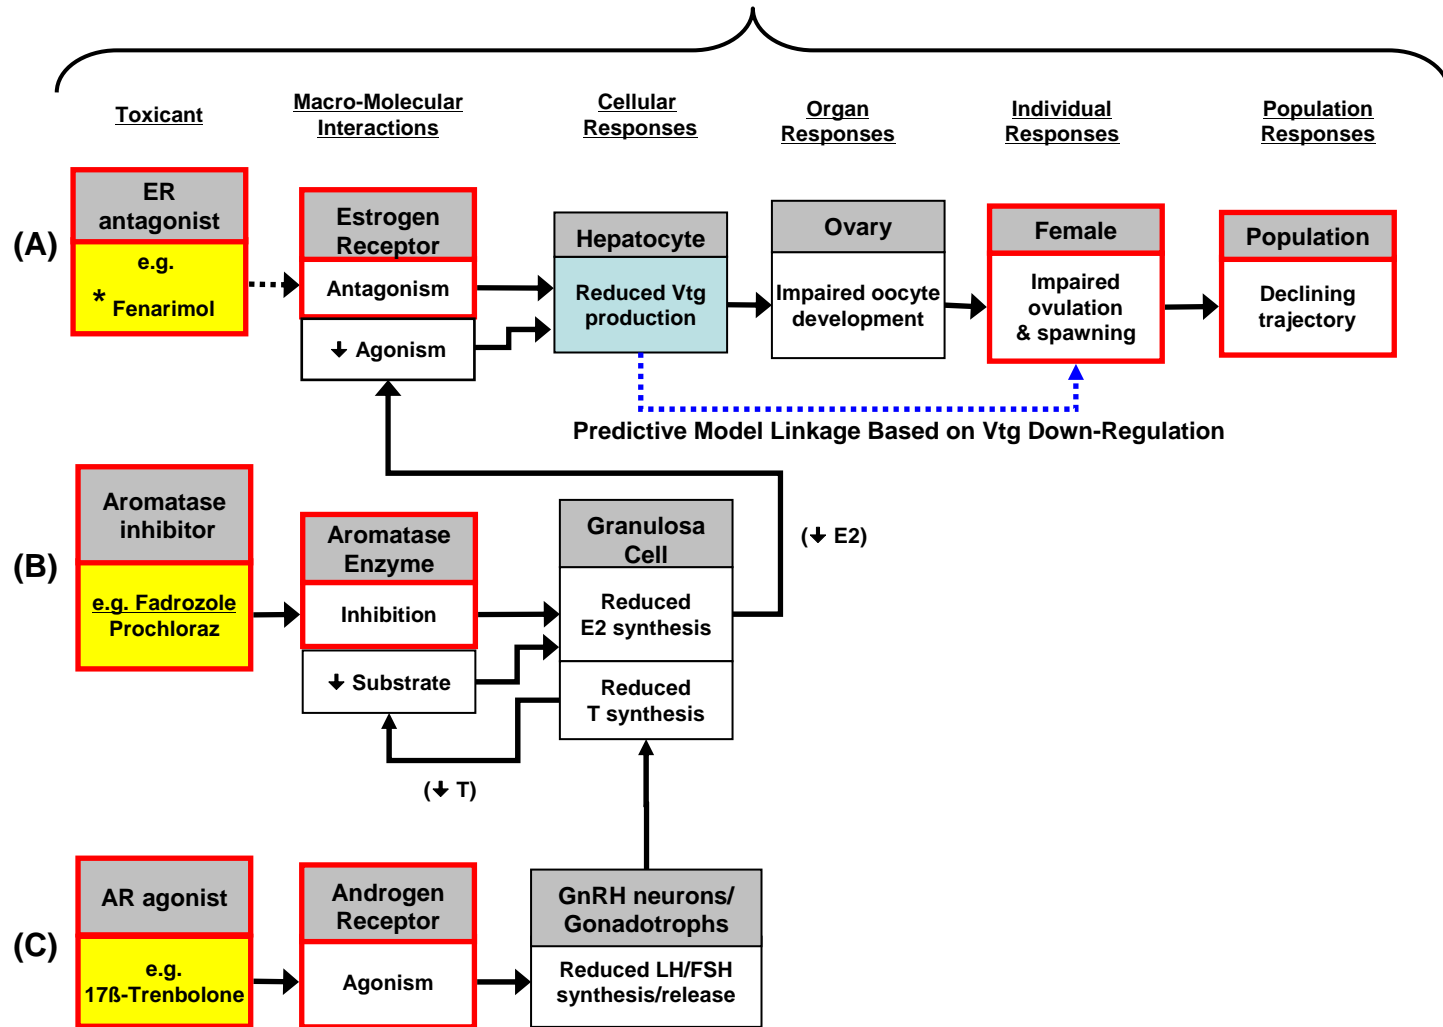 Toxicant
Macro-Molecular
Interactions
Cellular
Responses
Organ
Responses
Individual
Responses
Population
Responses
(A)
ER
antagonist
e.g.
* Fenarimol
Estrogen
Receptor
Antagonism
↓ Agonism
Hepatocyte
Reduced Vtg
production
Ovary
Impaired oocyte
development
Female
Impaired
ovulation
& spawning
Population
Declining
trajectory
Predictive Model Linkage Based on Vtg Down-Regulation
(B)
Aromatase
inhibitor
e.g. Fadrozole
Prochloraz
Aromatase
Enzyme
Inhibition
↓ Substrate
Granulosa
Cell
Reduced
E2 synthesis
Reduced
T synthesis
(↓ E2)
(↓ T)
(C)
AR agonist
e.g.
17ß-Trenbolone
Androgen
Receptor
Agonism
GnRH neurons/
Gonadotrophs
Reduced LH/FSH
synthesis/release